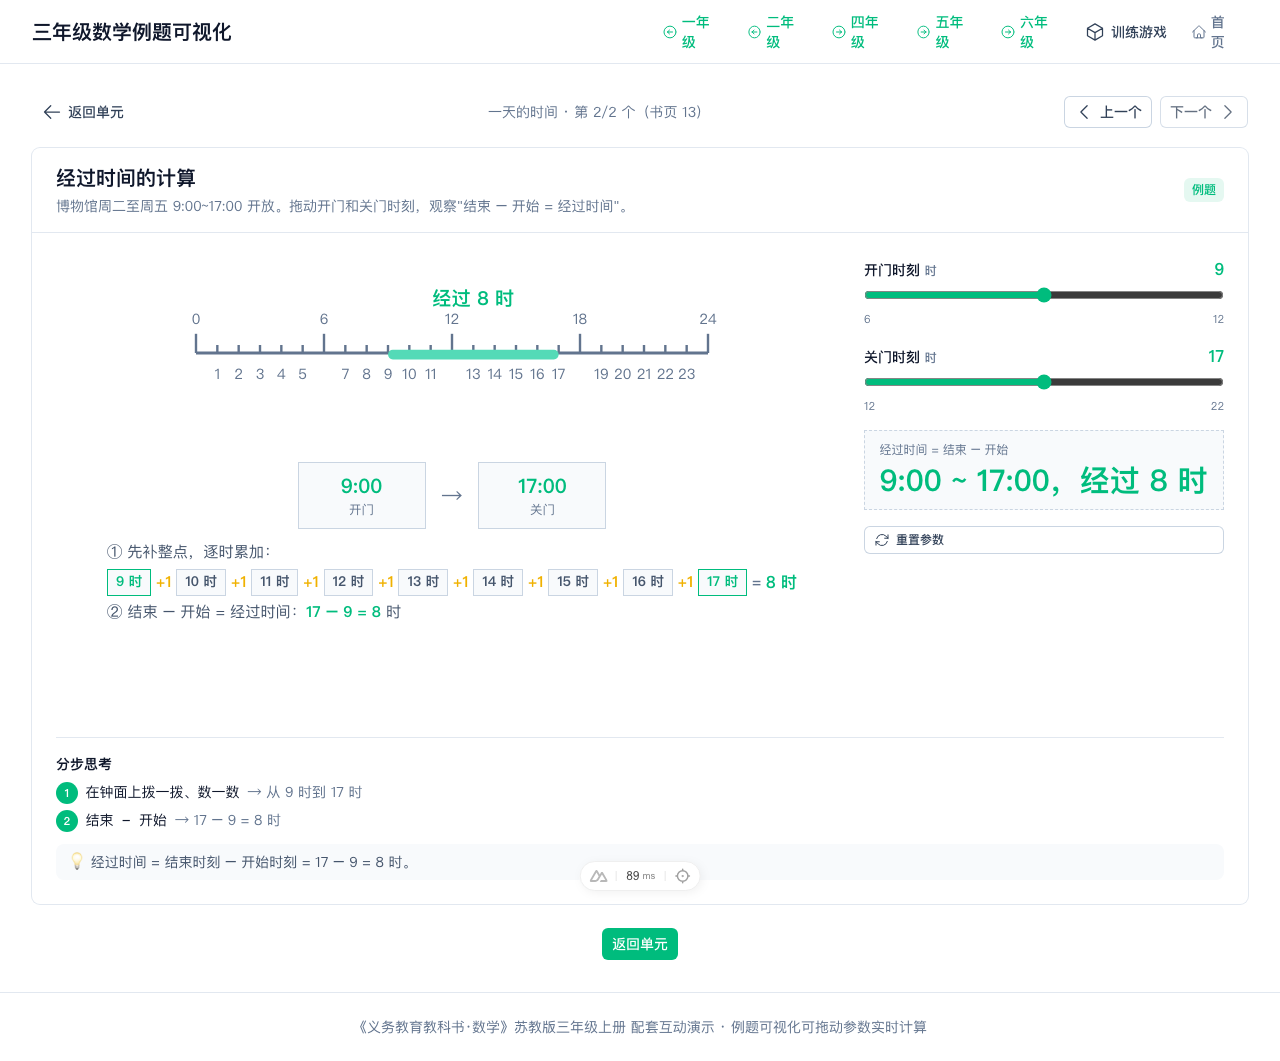 三年级数学例题可视化
一年级
二年级
四年级
五年级
六年级
训练游戏
首页
返回单元
一天的时间 · 第 2/2 个（书页 13）
上一个
下一个
经过时间的计算
博物馆周二至周五 9:00~17:00 开放。拖动开门和关门时刻，观察"结束 − 开始 = 经过时间"。
例题
经过 8 时
0 6 12 18 24
1 2 3 4 5 7 8 9 10 11 13 14 15 16 17 19 20 21 22 23
9:00
开门
→
17:00
关门
① 先补整点，逐时累加：
9 时 +1 10 时 +1 11 时 +1 12 时 +1 13 时 +1 14 时 +1 15 时 +1 16 时 +1 17 时 = 8 时
② 结束 − 开始 = 经过时间：17 − 9 = 8 时
开门时刻 时 9
6 12
关门时刻 时 17
12 22
经过时间 = 结束 − 开始
9:00 ~ 17:00，经过 8 时
重置参数
分步思考
1 在钟面上拨一拨、数一数 → 从 9 时到 17 时
2 结束 − 开始 → 17 − 9 = 8 时
💡 经过时间 = 结束时刻 − 开始时刻 = 17 − 9 = 8 时。
89 ms
返回单元
《义务教育教科书·数学》苏教版三年级上册 配套互动演示 · 例题可视化可拖动参数实时计算